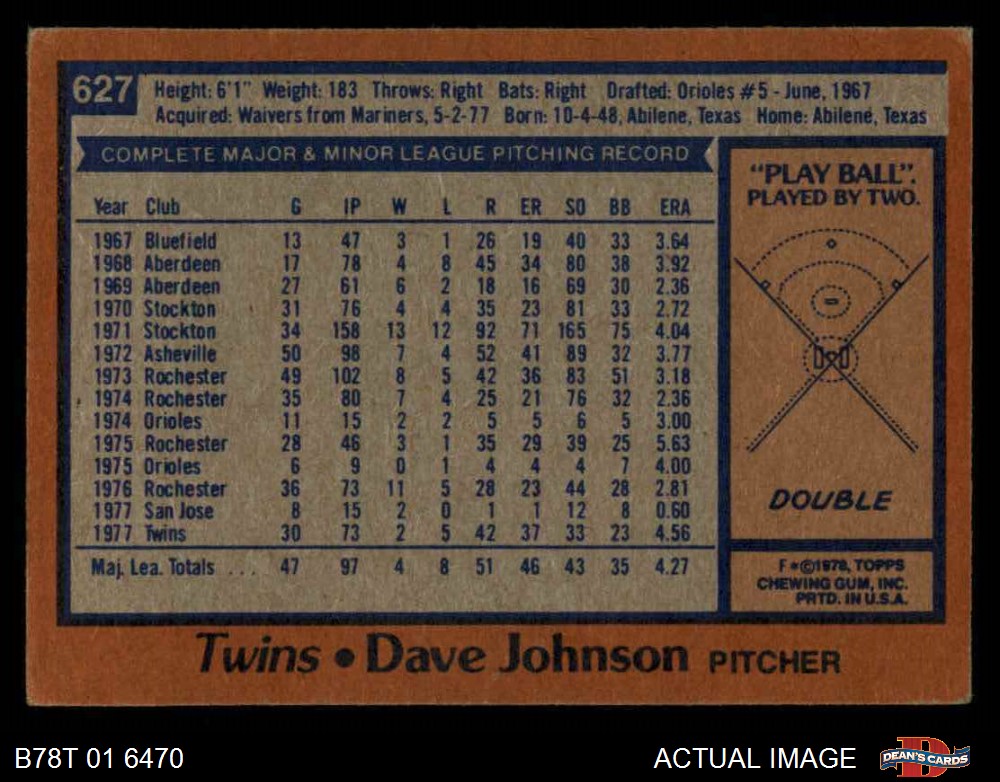 627
Height: 6'1" Weight: 183 Throws: Right Bats: Right Drafted: Orioles #5 - June, 1967
Acquired: Waivers from Mariners, 5-2-77 Born: 10-4-48, Abilene, Texas Home: Abilene, Texas
COMPLETE MAJOR & MINOR LEAGUE PITCHING RECORD
Year Club G IP W L R ER SO BB ERA
1967 Bluefield 13 47 3 1 26 19 40 33 3.64
1968 Aberdeen 17 78 4 8 45 34 80 38 3.92
1969 Aberdeen 27 61 6 2 18 16 69 30 2.36
1970 Stockton 31 76 4 4 35 23 81 33 2.72
1971 Stockton 34 158 13 12 92 71 165 75 4.04
1972 Asheville 50 98 7 4 52 41 89 32 3.77
1973 Rochester 49 102 8 5 42 36 83 51 3.18
1974 Rochester 35 80 7 4 25 21 76 32 2.36
1974 Orioles 11 15 2 2 5 5 6 5 3.00
1975 Rochester 28 46 3 1 35 29 39 25 5.63
1975 Orioles 6 9 0 1 4 4 4 7 4.00
1976 Rochester 36 73 11 5 28 23 44 28 2.81
1977 San Jose 8 15 2 0 1 1 12 8 0.60
1977 Twins 30 73 2 5 42 37 33 23 4.56
Maj. Lea. Totals ... 47 97 4 8 51 46 43 35 4.27
"PLAY BALL".
PLAYED BY TWO.
DOUBLE
F*©1978, TOPPS
CHEWING GUM, INC.
PRTD. IN U.S.A.
Twins • Dave Johnson PITCHER
B78T 01 6470
ACTUAL IMAGE
DEAN'S CARDS